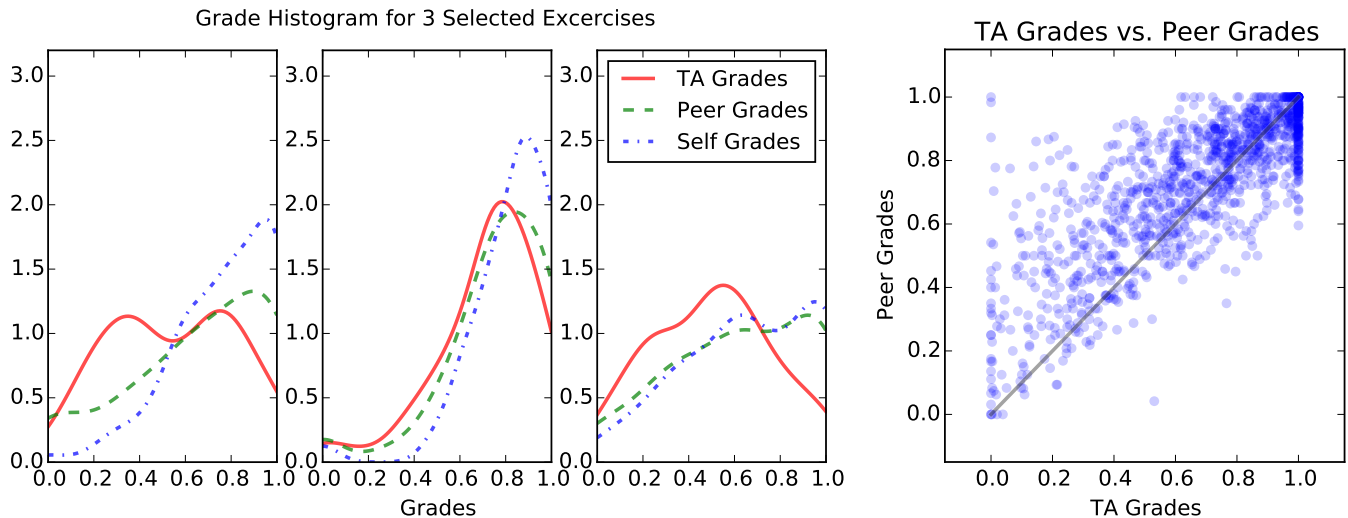 Grade Histogram for 3 Selected Excercises
3.0
2.5
2.0
1.5
1.0
0.5
0.0
0.0 0.2 0.4 0.6 0.8 1.0
3.0
2.5
2.0
1.5
1.0
0.5
0.0
0.0 0.2 0.4 0.6 0.8 1.0
Grades
3.0
2.5
2.0
1.5
1.0
0.5
0.0
0.0 0.2 0.4 0.6 0.8 1.0
TA Grades
Peer Grades
Self Grades
TA Grades vs. Peer Grades
Peer Grades
1.0
0.8
0.6
0.4
0.2
0.0
0.0 0.2 0.4 0.6 0.8 1.0
TA Grades